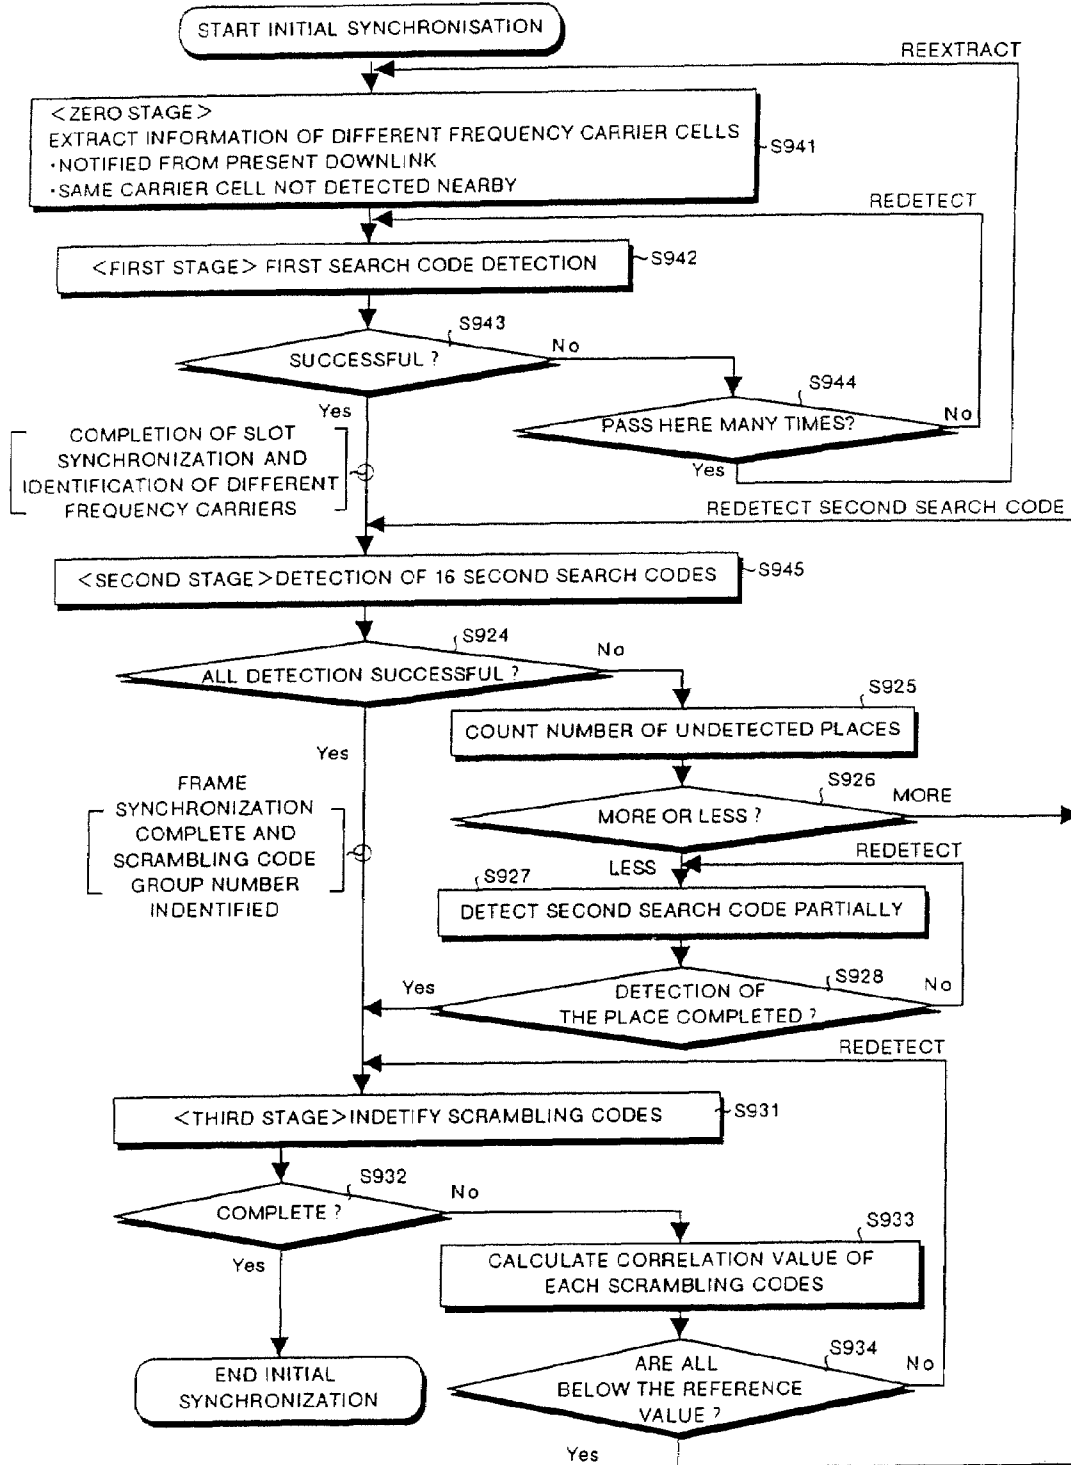 START INITIAL SYNCHRONISATION
REEXTRACT
<ZERO STAGE>
EXTRACT INFORMATION OF DIFFERENT FREQUENCY CARRIER CELLS
・NOTIFIED FROM PRESENT DOWNLINK
・SAME CARRIER CELL NOT DETECTED NEARBY
S941
REDETECT
<FIRST STAGE> FIRST SEARCH CODE DETECTION
S942
S943
SUCCESSFUL ?
No
S944
PASS HERE MANY TIMES?
No
Yes
Yes
COMPLETION OF SLOT
SYNCHRONIZATION AND
IDENTIFICATION OF DIFFERENT
FREQUENCY CARRIERS
REDETECT SECOND SEARCH CODE
<SECOND STAGE>DETECTION OF 16 SECOND SEARCH CODES
S945
S924
ALL DETECTION SUCCESSFUL ?
No
S925
COUNT NUMBER OF UNDETECTED PLACES
Yes
S926
MORE OR LESS ?
MORE
FRAME
SYNCHRONIZATION
COMPLETE AND
SCRAMBLING CODE
GROUP NUMBER
INDENTIFIED
LESS
REDETECT
S927
DETECT SECOND SEARCH CODE PARTIALLY
S928
DETECTION OF
THE PLACE COMPLETED ?
Yes
No
REDETECT
<THIRD STAGE>INDETIFY SCRAMBLING CODES
S931
S932
COMPLETE ?
No
Yes
S933
CALCULATE CORRELATION VALUE OF
EACH SCRAMBLING CODES
S934
ARE ALL
BELOW THE REFERENCE
VALUE ?
No
Yes
END INITIAL
SYNCHRONIZATION